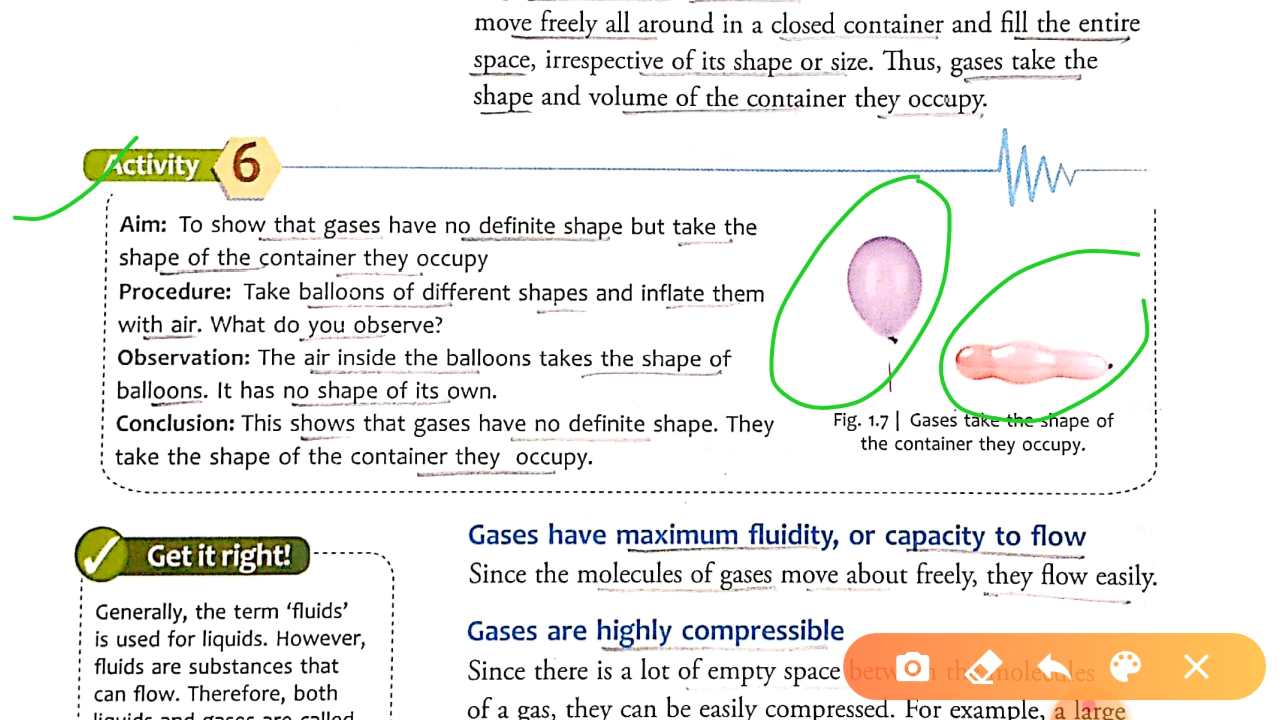 move freely all around in a closed container and fill the entire
space, irrespective of its shape or size. Thus, gases take the
shape and volume of the container they occupy.
Activity 6
Aim: To show that gases have no definite shape but take the
shape of the container they occupy
Procedure: Take balloons of different shapes and inflate them
with air. What do you observe?
Observation: The air inside the balloons takes the shape of
balloons. It has no shape of its own.
Conclusion: This shows that gases have no definite shape. They
take the shape of the container they occupy.
Fig. 1.7 | Gases take the shape of
the container they occupy.
Gases have maximum fluidity, or capacity to flow
Since the molecules of gases move about freely, they flow easily.
Gases are highly compressible
Since there is a lot of empty space between the molecules
of a gas, they can be easily compressed. For example, a large
Get it right!
Generally, the term ‘fluids’
is used for liquids. However,
fluids are substances that
can flow. Therefore, both
liquids and gases are called